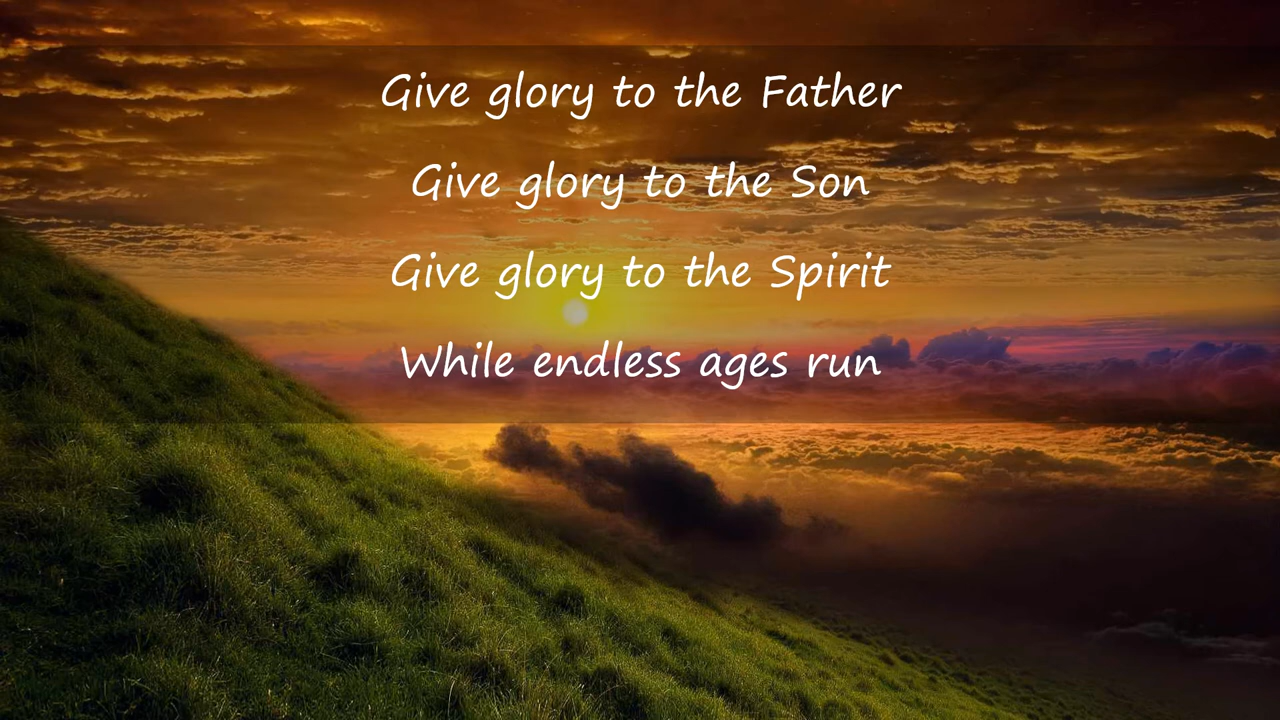 Give glory to the Father
Give glory to the Son
Give glory to the Spirit
While endless ages run